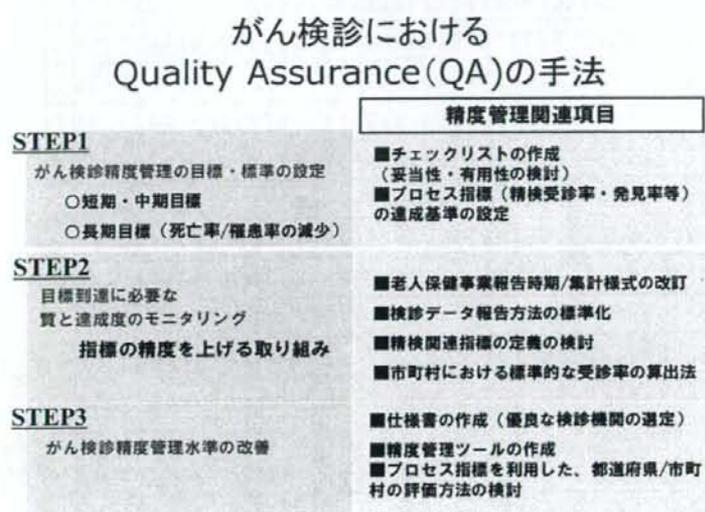 がん検診における
Quality Assurance(QA)の手法
精度管理関連項目
STEP1
がん検診精度管理の目標・標準の設定
○短期・中期目標
○長期目標（死亡率/罹患率の減少）
■チェックリストの作成
（妥当性・有用性の検討）
■プロセス指標（精検受診率・発見率等）
の達成基準の設定
STEP2
目標到達に必要な
質と達成度のモニタリング
指標の精度を上げる取り組み
■老人保健事業報告時期/集計様式の改訂
■検診データ報告方法の標準化
■精検関連指標の定義の検討
■市町村における標準的な受診率の算出法
STEP3
がん検診精度管理水準の改善
■仕様書の作成（優良な検診機関の選定）
■精度管理ツールの作成
■プロセス指標を利用した、都道府県/市町
村の評価方法の検討